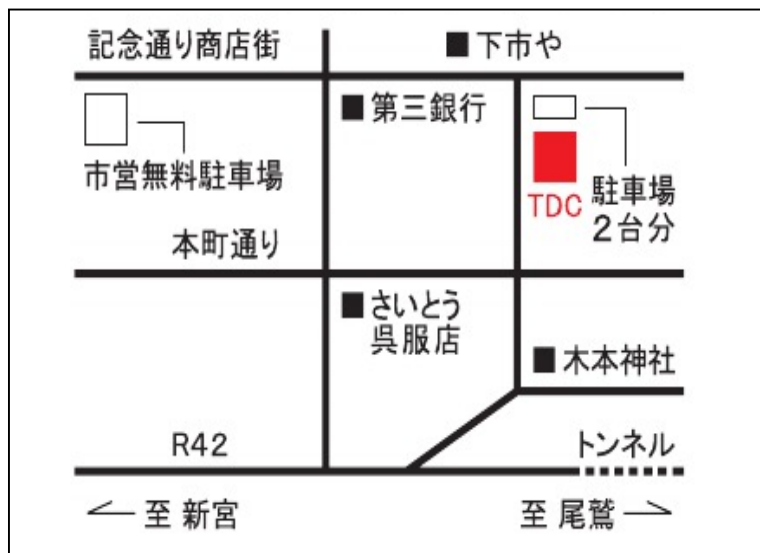 記念通り商店街
■下市や
■第三銀行
市営無料駐車場
TDC
駐車場
2台分
本町通り
■さいとう
呉服店
■木本神社
R42
トンネル
至 新宮
至 尾鷲